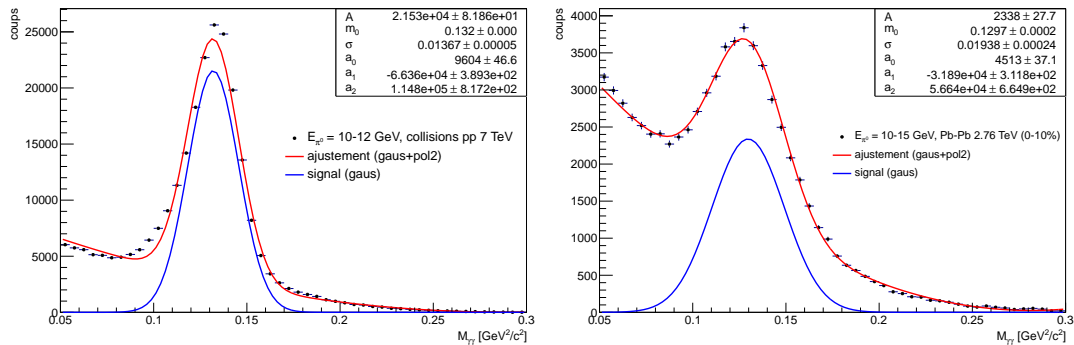 coups
25000
20000
15000
10000
5000
0
0.05 0.1 0.15 0.2 0.25 0.3
M_γγ [GeV²/c²]
A 2.153e+04 ± 8.186e+01
m₀ 0.132 ± 0.000
σ 0.01367 ± 0.00005
a₀ 9604 ± 46.6
a₁ -6.636e+04 ± 3.893e+02
a₂ 1.148e+05 ± 8.172e+02
E_π⁰ = 10-12 GeV, collisions pp 7 TeV
ajustement (gaus+pol2)
signal (gaus)
coups
4000
3500
3000
2500
2000
1500
1000
500
0
0.05 0.1 0.15 0.2 0.25 0.3
M_γγ [GeV²/c²]
A 2338 ± 27.7
m₀ 0.1297 ± 0.0002
σ 0.01938 ± 0.00024
a₀ 4513 ± 37.1
a₁ -3.189e+04 ± 3.118e+02
a₂ 5.664e+04 ± 6.649e+02
E_π⁰ = 10-15 GeV, Pb-Pb 2.76 TeV (0-10%)
ajustement (gaus+pol2)
signal (gaus)